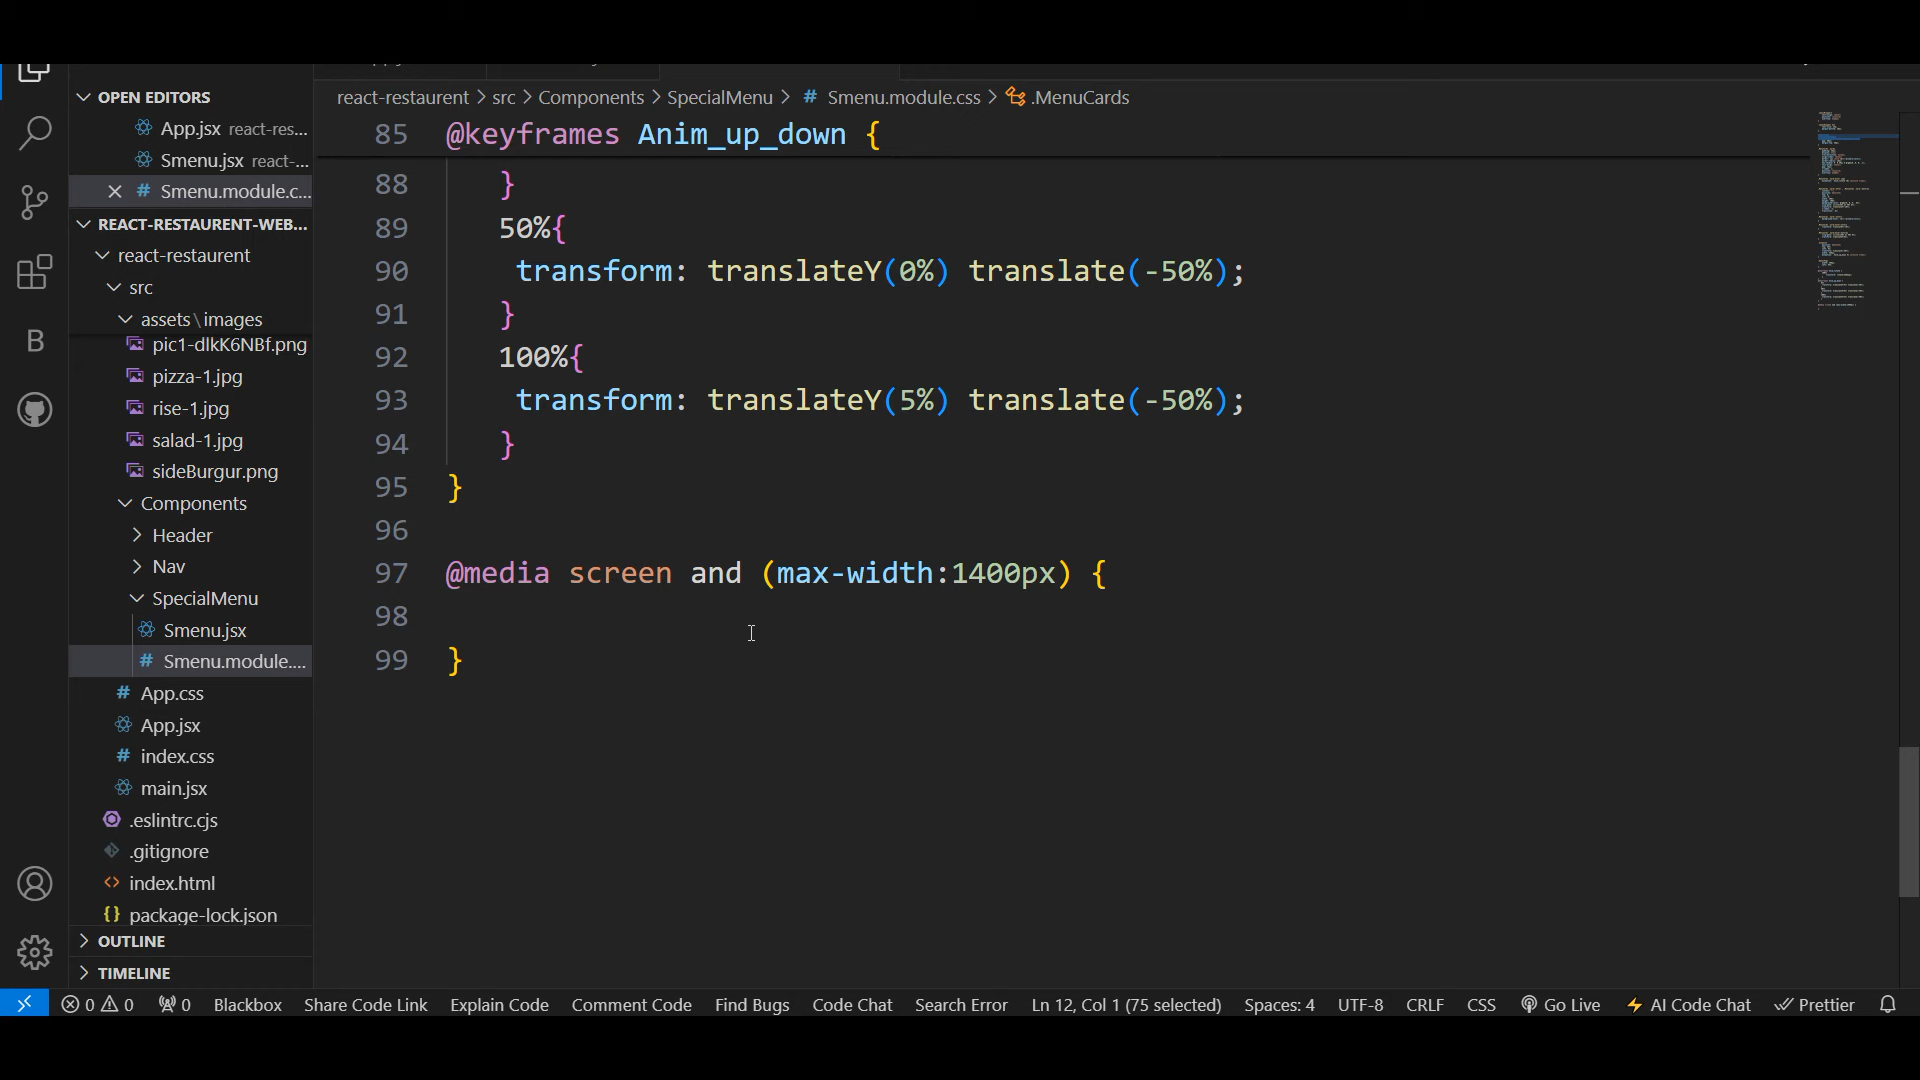 OPEN EDITORS
App.jsx react-res...
Smenu.jsx react-...
# Smenu.module.c...
REACT-RESTAURENT-WEB...
react-restaurent
src
assets\images
pic1-dlkK6NBf.png
pizza-1.jpg
rise-1.jpg
salad-1.jpg
sideBurgur.png
Components
Header
Nav
SpecialMenu
Smenu.jsx
# Smenu.module....
# App.css
App.jsx
# index.css
main.jsx
.eslintrc.cjs
.gitignore
<> index.html
{} package-lock.json
OUTLINE
TIMELINE
react-restaurent > src > Components > SpecialMenu > # Smenu.module.css > .MenuCards
85 @keyframes Anim_up_down {
88 }
89 50%{
90 transform: translateY(0%) translate(-50%);
91 }
92 100%{
93 transform: translateY(5%) translate(-50%);
94 }
95 }
96
97 @media screen and (max-width:1400px) {
98
99 }
0 0 0 Blackbox Share Code Link Explain Code Comment Code Find Bugs Code Chat Search Error Ln 12, Col 1 (75 selected) Spaces: 4 UTF-8 CRLF CSS Go Live AI Code Chat Prettier